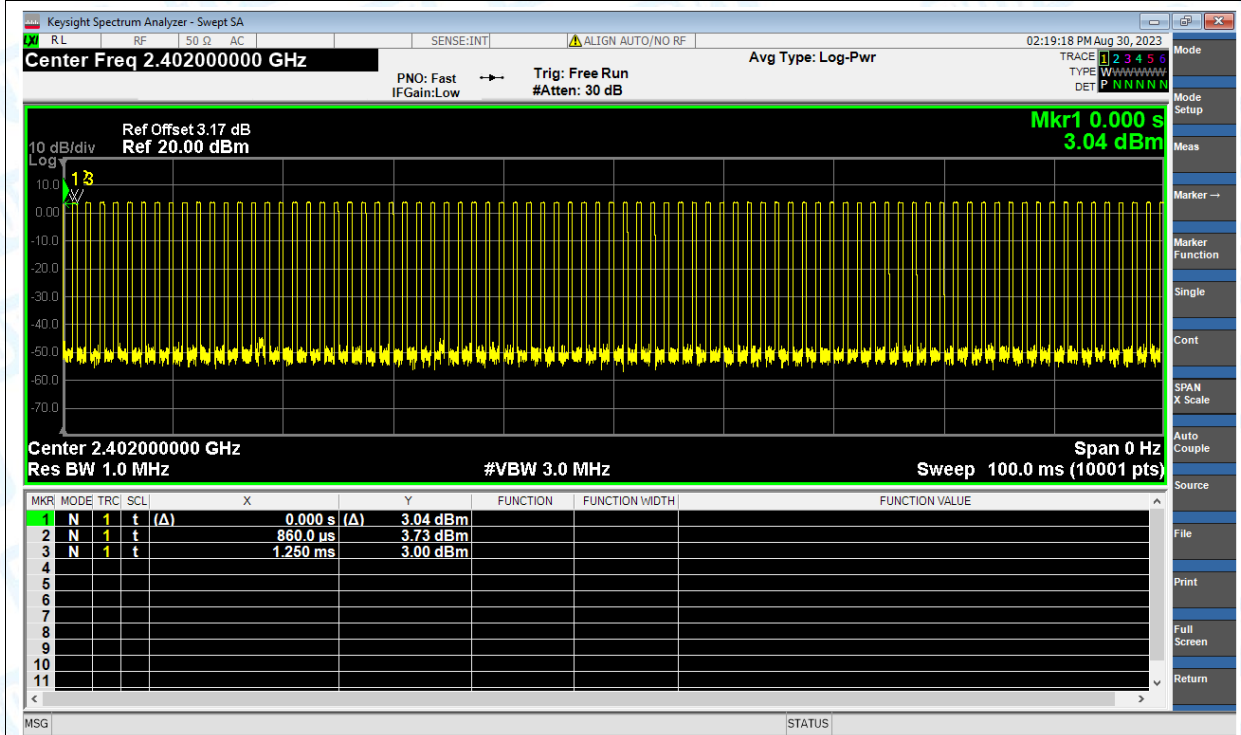 Keysight Spectrum Analyzer - Swept SA
LXI RL RF 50 Ω AC SENSE:INT ALIGN AUTO/NO RF 02:19:18 PM Aug 30, 2023
Center Freq 2.402000000 GHz Avg Type: Log-Pwr TRACE 1 2 3 4 5 6
PNO: Fast Trig: Free Run TYPE WWWWWW
IFGain:Low #Atten: 30 dB DET P N N N N N
Ref Offset 3.17 dB Mkr1 0.000 s
10 dB/div Ref 20.00 dBm 3.04 dBm
Log
1 2 3
10.0
0.00
-10.0
-20.0
-30.0
-40.0
-50.0
-60.0
-70.0
Center 2.402000000 GHz Span 0 Hz
Res BW 1.0 MHz #VBW 3.0 MHz Sweep 100.0 ms (10001 pts)
MKR MODE TRC SCL X Y FUNCTION FUNCTION WIDTH FUNCTION VALUE
1 N 1 t (Δ) 0.000 s (Δ) 3.04 dBm
2 N 1 t 860.0 µs 3.73 dBm
3 N 1 t 1.250 ms 3.00 dBm
4
5
6
7
8
9
10
11
MSG STATUS
Mode
Mode
Setup
Meas
Marker →
Marker
Function
Single
Cont
SPAN
X Scale
Auto
Couple
Source
File
Print
Full
Screen
Return